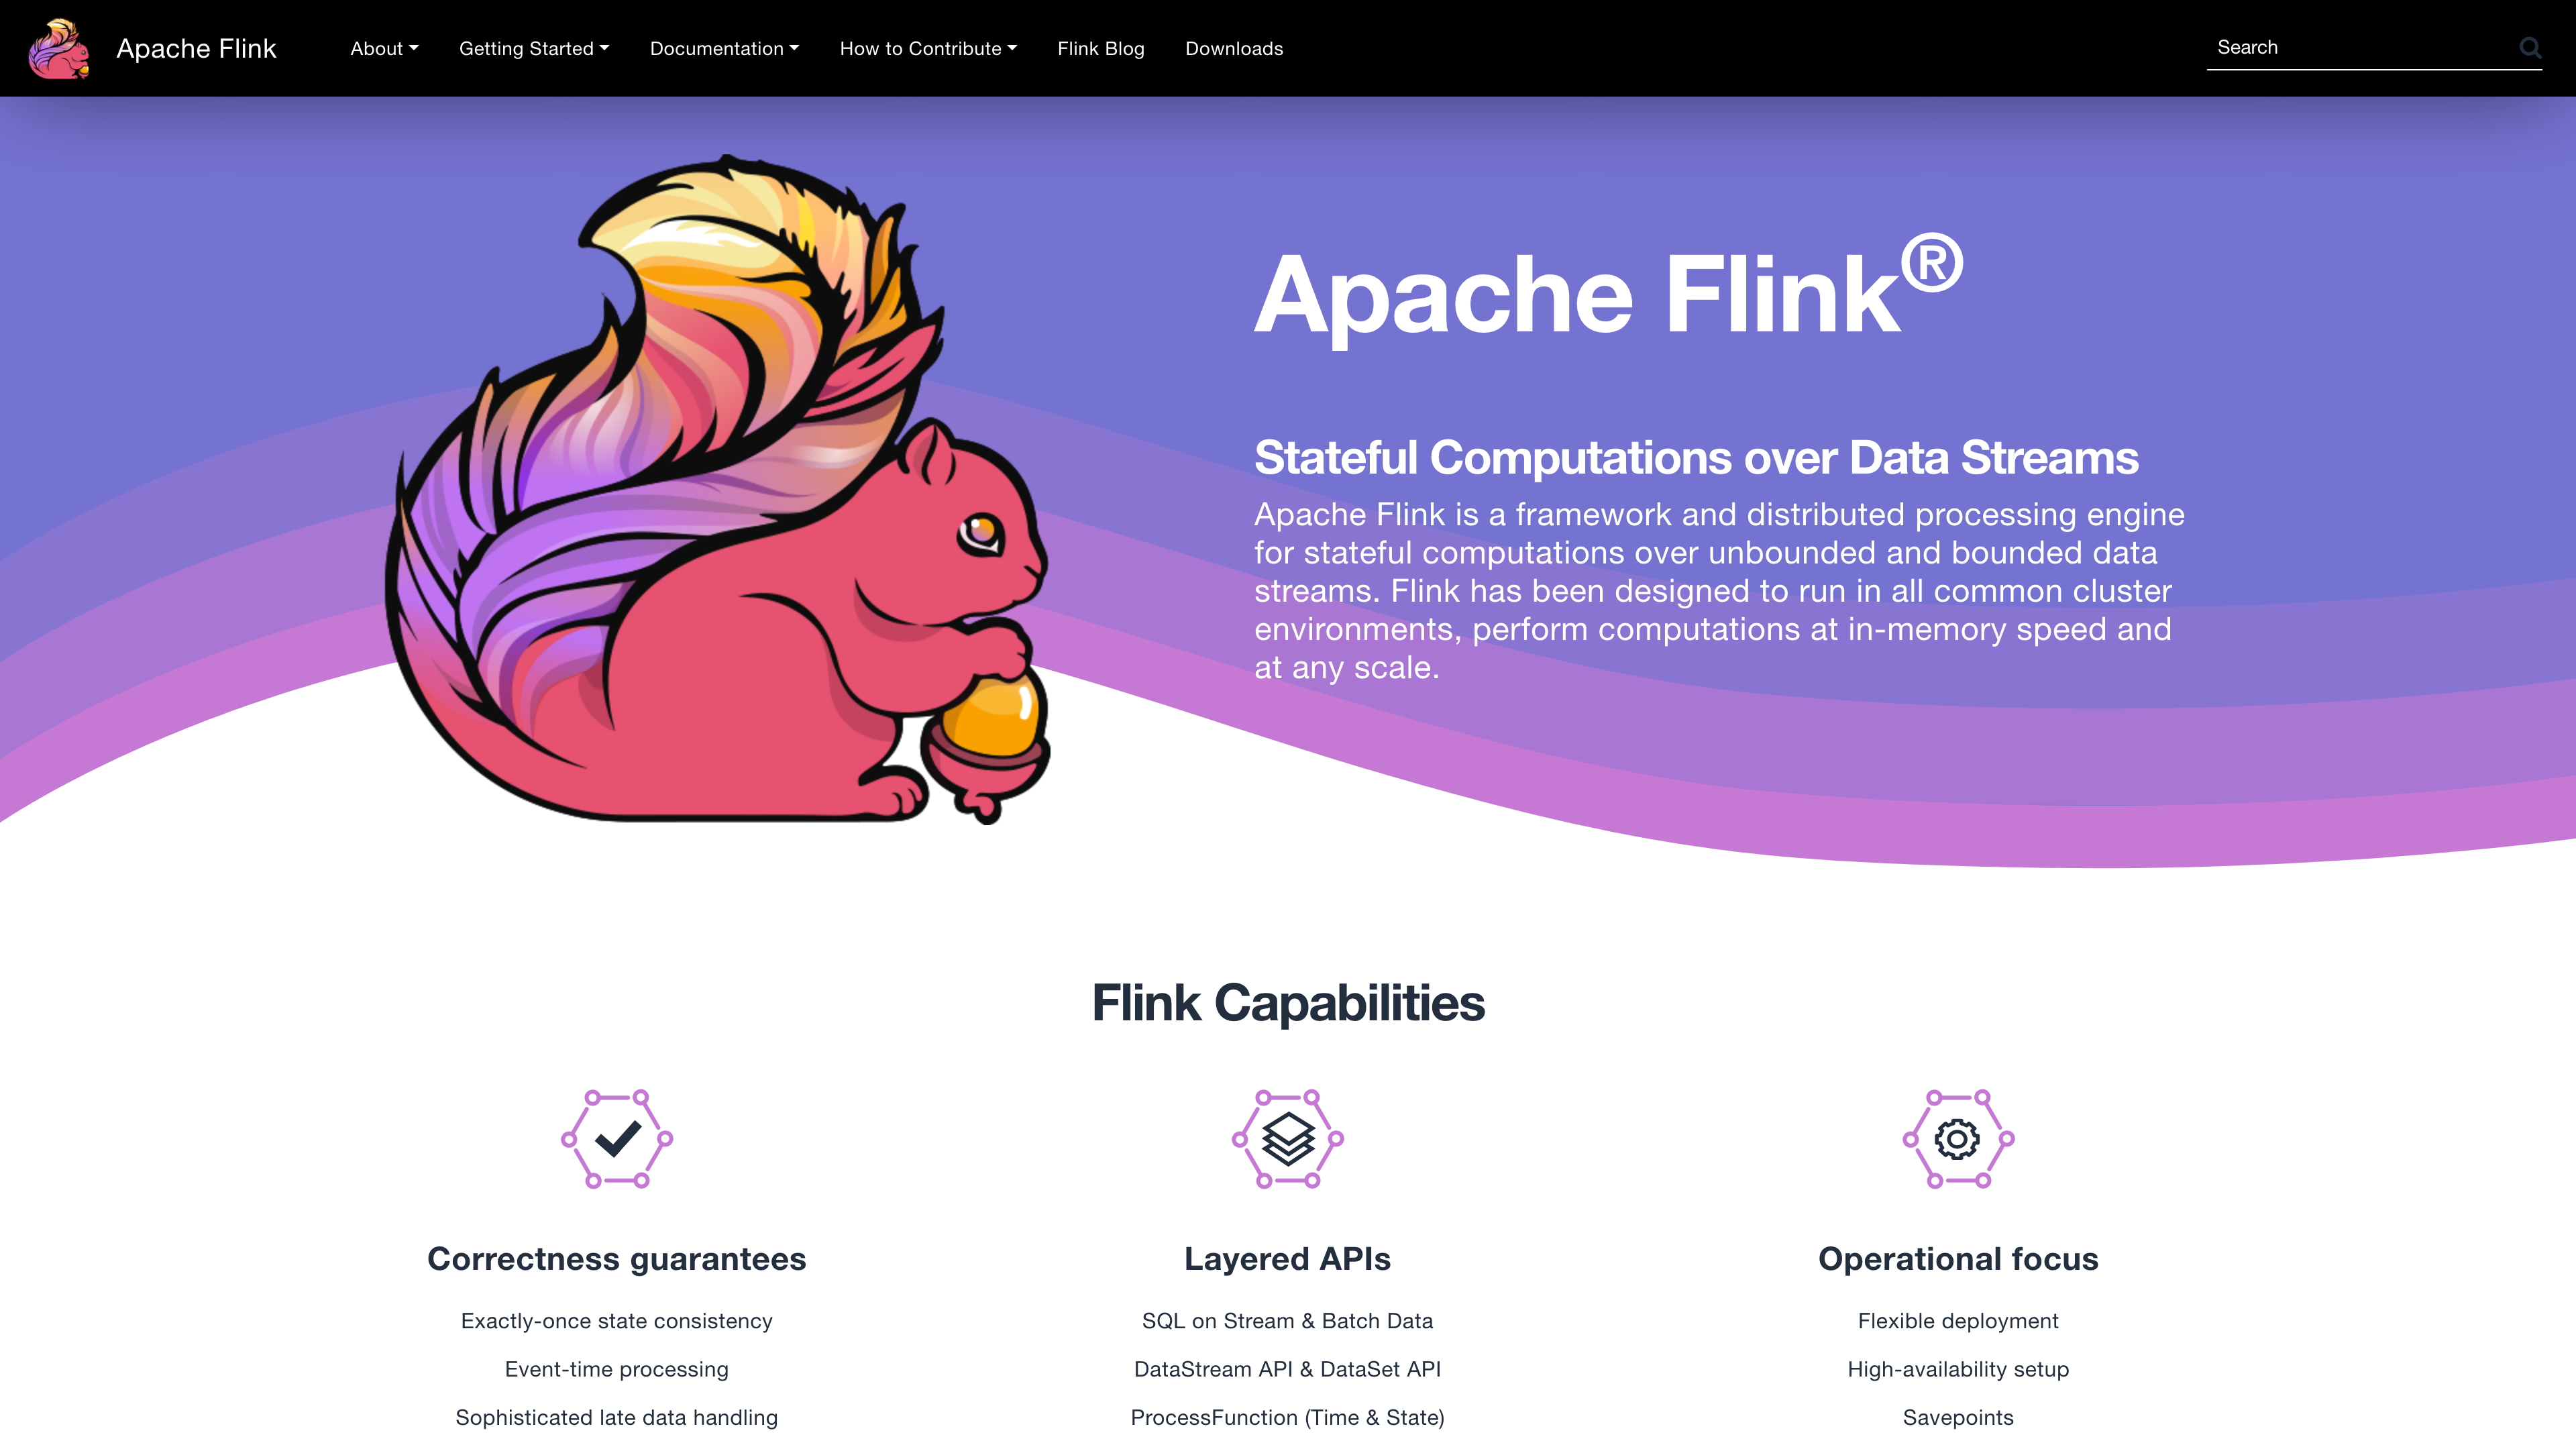 Apache Flink
About
Getting Started
Documentation
How to Contribute
Flink Blog
Downloads
Search
Apache Flink®
Stateful Computations over Data Streams
Apache Flink is a framework and distributed processing engine
for stateful computations over unbounded and bounded data
streams. Flink has been designed to run in all common cluster
environments, perform computations at in-memory speed and
at any scale.
Flink Capabilities
Correctness guarantees
Exactly-once state consistency
Event-time processing
Sophisticated late data handling
Layered APIs
SQL on Stream & Batch Data
DataStream API & DataSet API
ProcessFunction (Time & State)
Operational focus
Flexible deployment
High-availability setup
Savepoints